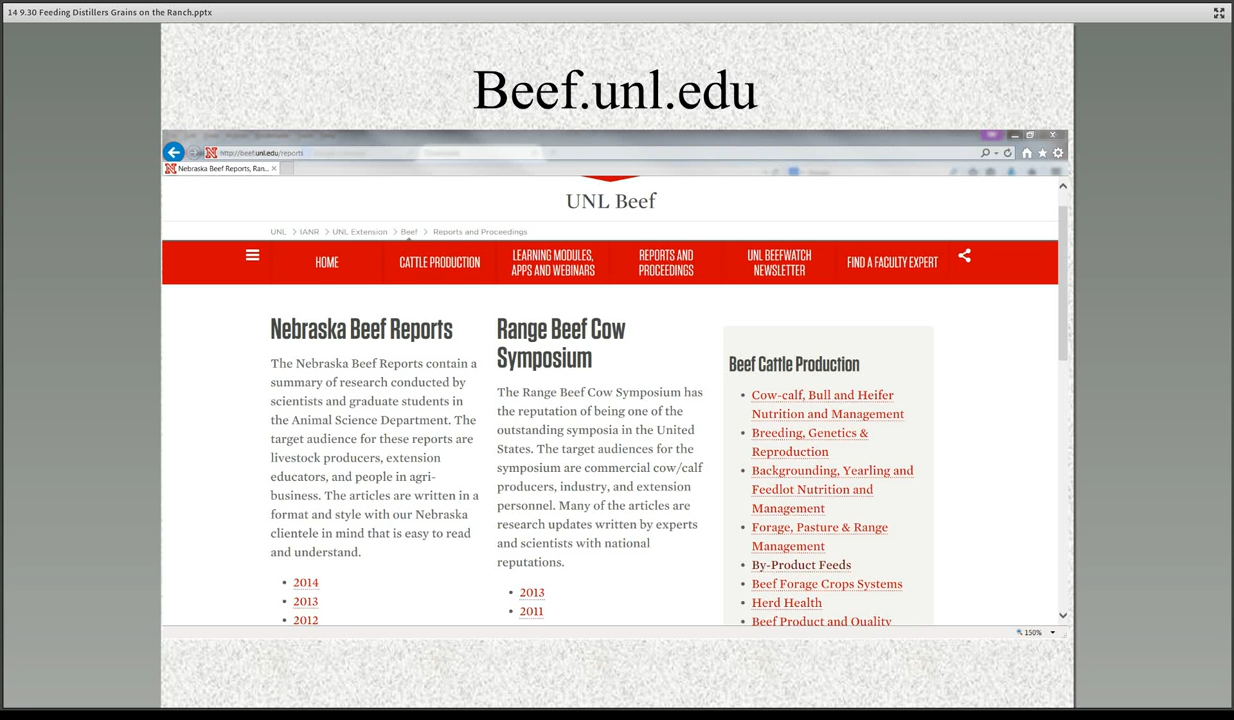 14 9.30 Feeding Distillers Grains on the Ranch.pptx
Beef.unl.edu
http://beef.unl.edu/reports
Nebraska Beef Reports, Ran...
UNL Beef
UNL > IANR > UNL Extension > Beef > Reports and Proceedings
HOME
CATTLE PRODUCTION
LEARNING MODULES,
APPS AND WEBINARS
REPORTS AND
PROCEEDINGS
UNL BEEFWATCH
NEWSLETTER
FIND A FACULTY EXPERT
Nebraska Beef Reports
The Nebraska Beef Reports contain a
summary of research conducted by
scientists and graduate students in
the Animal Science Department. The
target audience for these reports are
livestock producers, extension
educators, and people in agri-
business. The articles are written in a
format and style with our Nebraska
clientele in mind that is easy to read
and understand.
2014
2013
2012
Range Beef Cow
Symposium
The Range Beef Cow Symposium has
the reputation of being one of the
outstanding symposia in the United
States. The target audiences for the
symposium are commercial cow/calf
producers, industry, and extension
personnel. Many of the articles are
research updates written by experts
and scientists with national
reputations.
2013
2011
Beef Cattle Production
Cow-calf, Bull and Heifer
Nutrition and Management
Breeding, Genetics &
Reproduction
Backgrounding, Yearling and
Feedlot Nutrition and
Management
Forage, Pasture & Range
Management
By-Product Feeds
Beef Forage Crops Systems
Herd Health
Beef Product and Quality
150%